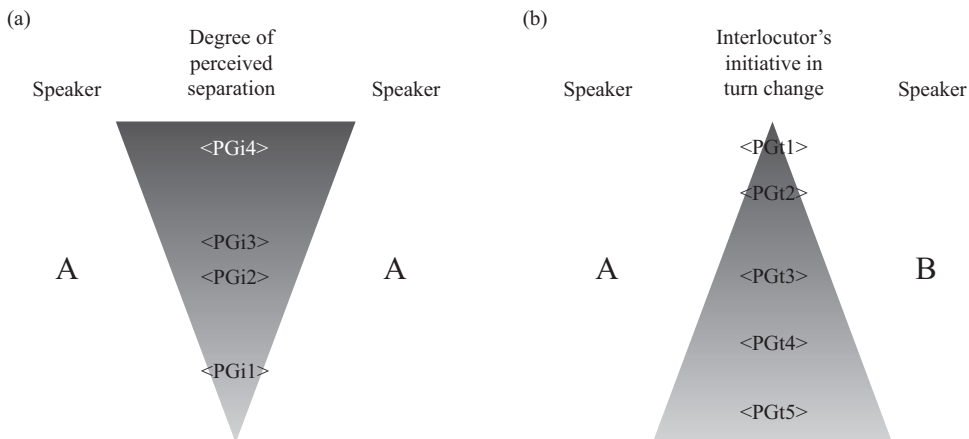 (a)
Degree of
perceived
separation
Speaker
Speaker
<PGi4>
<PGi3>
A
<PGi2>
A
<PGi1>
(b)
Interlocutor's
initiative in
turn change
Speaker
Speaker
<PGt1>
<PGt2>
A
<PGt3>
B
<PGt4>
<PGt5>